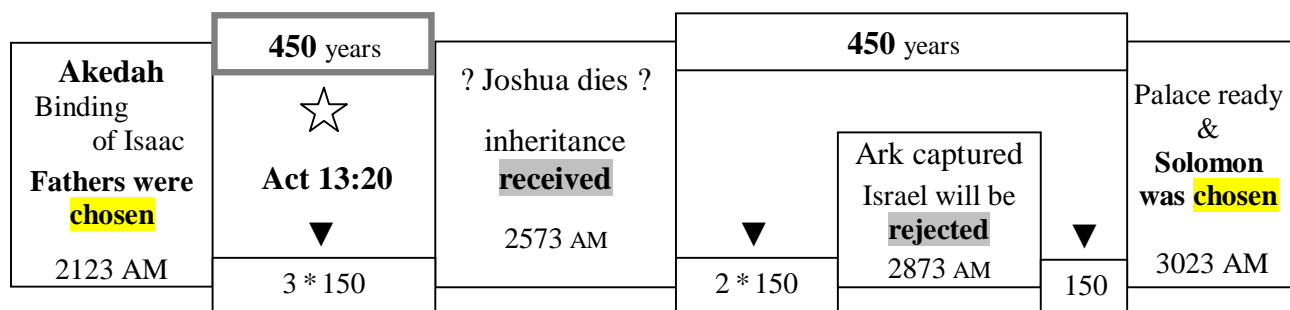 Akedah
Binding
of Isaac
Fathers were
chosen
2123 AM
450 years
Act 13:20
3 * 150
? Joshua dies ?
inheritance
received
2573 AM
450 years
2 * 150
Ark captured
Israel will be
rejected
2873 AM
150
Palace ready
&
Solomon
was chosen
3023 AM